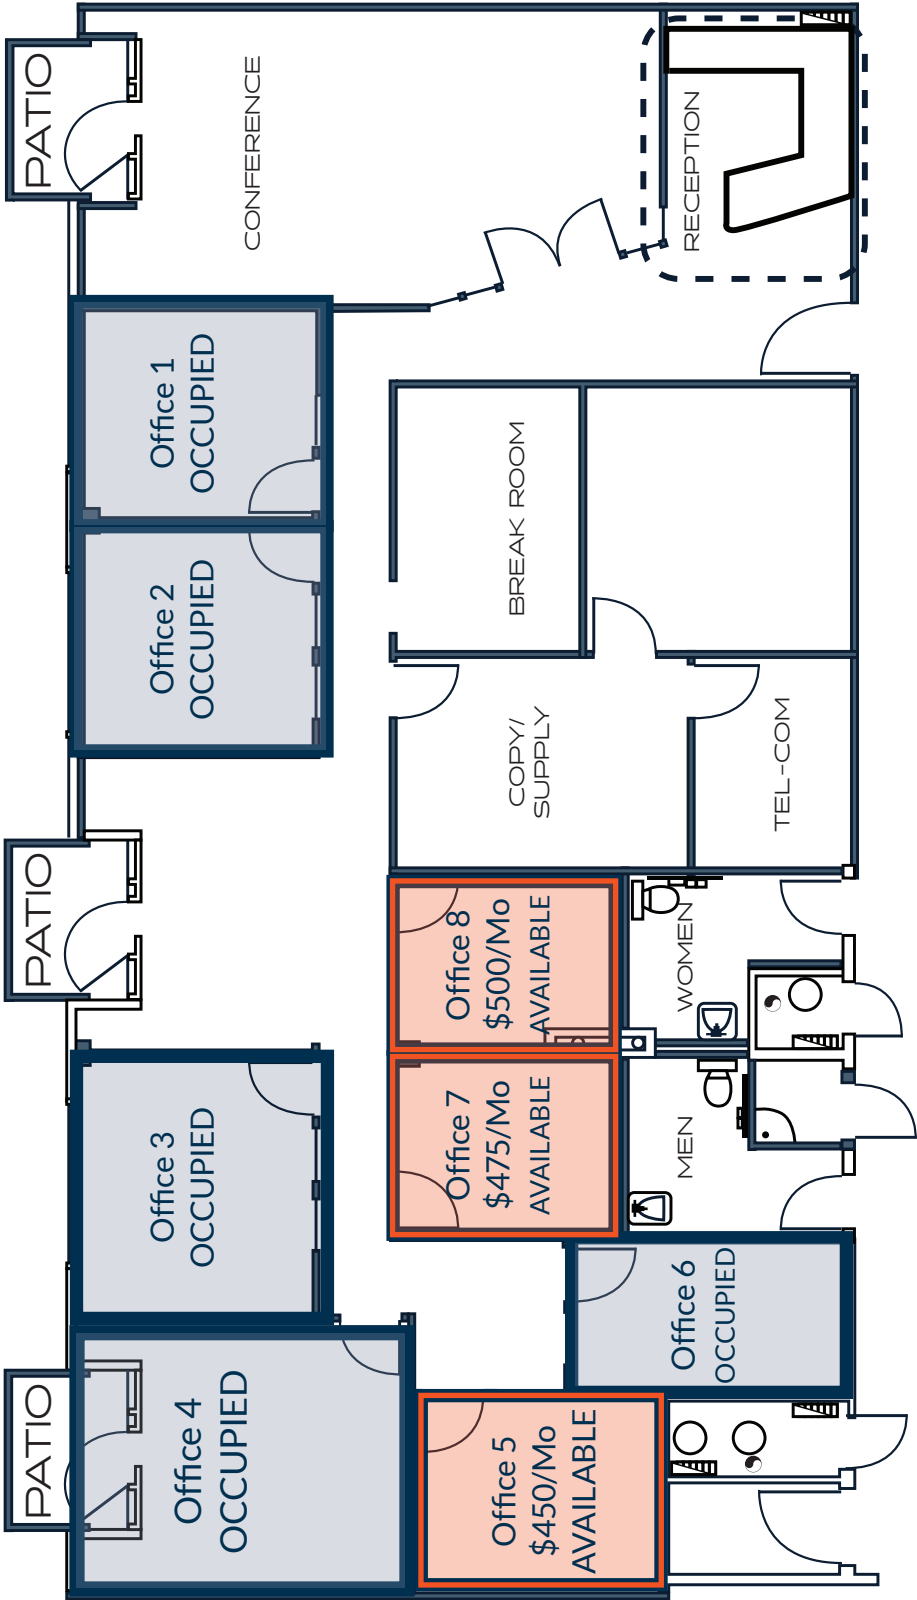 PATIO
CONFERENCE
RECEPTION
Office 1
OCCUPIED
BREAK ROOM
Office 2
OCCUPIED
COPY/
SUPPLY
TEL-COM
PATIO
Office 8
$500/Mo
AVAILABLE
WOMEN
Office 3
OCCUPIED
Office 7
$475/Mo
AVAILABLE
MEN
Office 6
OCCUPIED
PATIO
Office 4
OCCUPIED
Office 5
$450/Mo
AVAILABLE